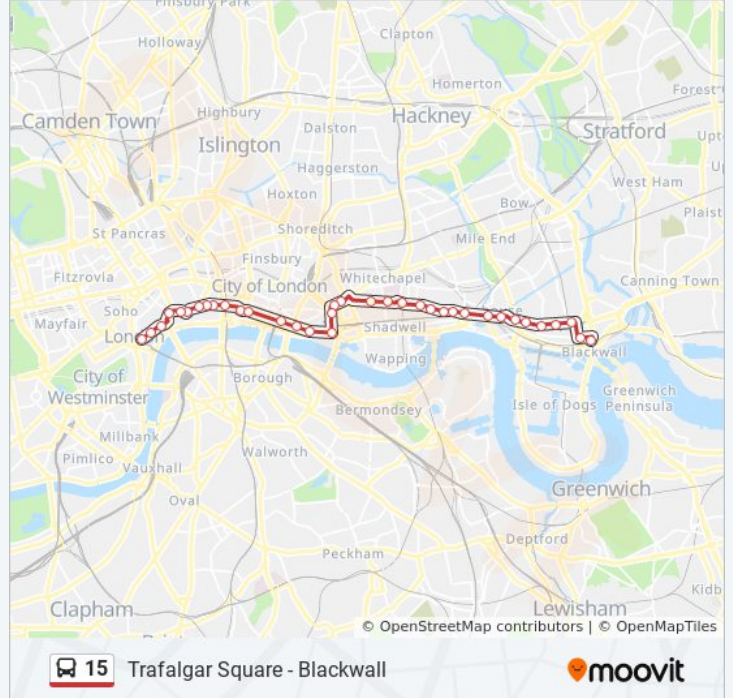 Finsbury Park
Clapton
Holloway
Homerton
Forest
Highbury
Hackney
Camden Town
Dalston
Stratford
Islington
Upt
Haggerston
West Ham
Hoxton
Bow
Plaist
St Pancras
Shoreditch
Mile End
Finsbury
Fitzrovia
Whitechapel
Canning Town
City of London
Soho
Mayfair
Shadwell
London
Blackwall
Wapping
City of
Westminster
Borough
Greenwich
Peninsula
Isle of Dogs
Bermondsey
Millbank
Walworth
Pimlico
Vauxhall
Greenwich
Oval
Deptford
Peckham
Kidb
Clapham
Lewisham
© OpenStreetMap contributors | © OpenMapTiles
15 Trafalgar Square - Blackwall
moovit